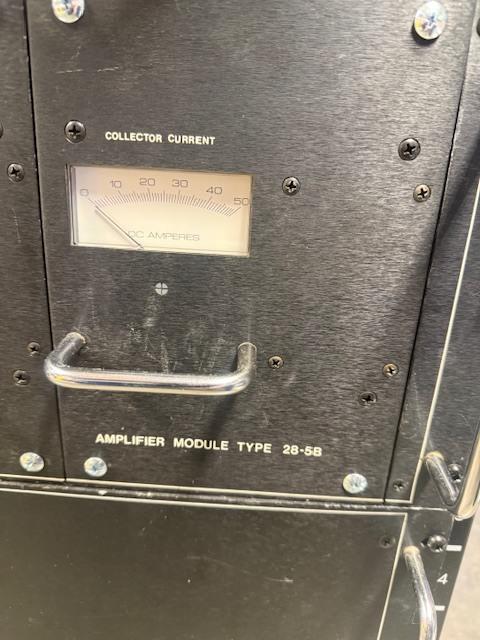 COLLECTOR CURRENT
0 10 20 30 40 50
DC AMPERES
AMPLIFIER MODULE TYPE 28-5B
4